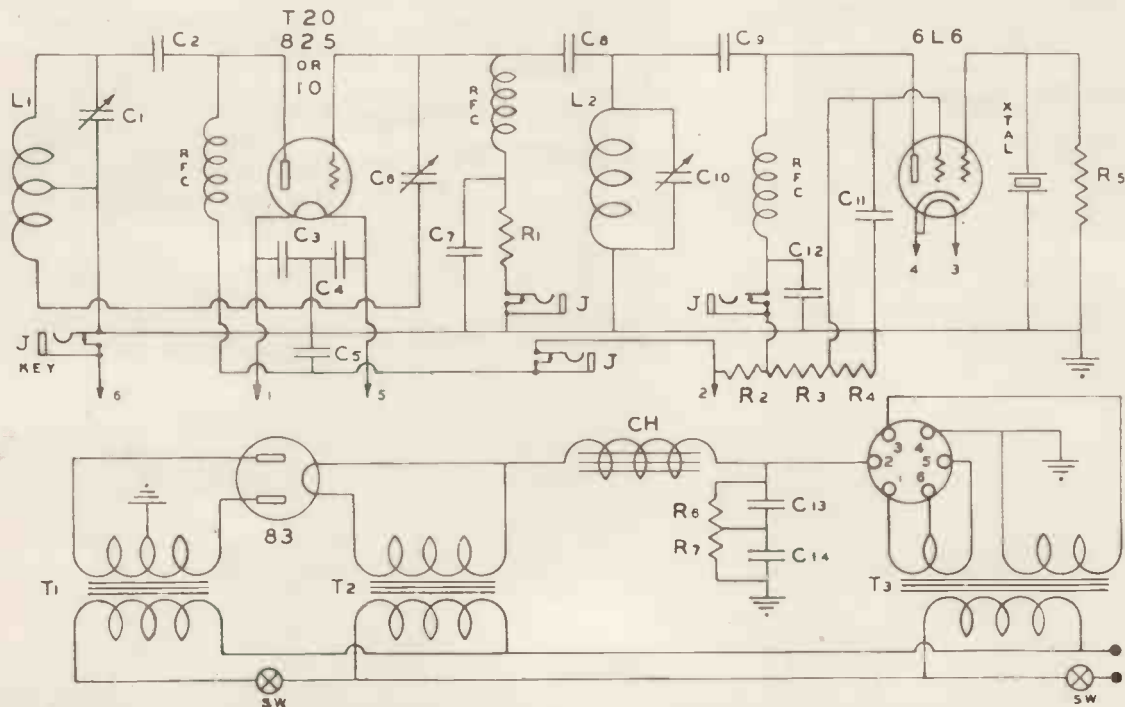 T20
825
OR
10
6L6
C2
C8
C9
L1
C1
RFC
C6
RFC
L2
C10
RFC
C11
XTAL
R5
C3
C4
C7
R1
C12
4
3
J
J
J
KEY
C5
J
6
1
5
2
R2
R3
R4
CH
3
4
2
5
1
6
83
R6
C13
R7
C14
T1
T2
T3
SW
SW